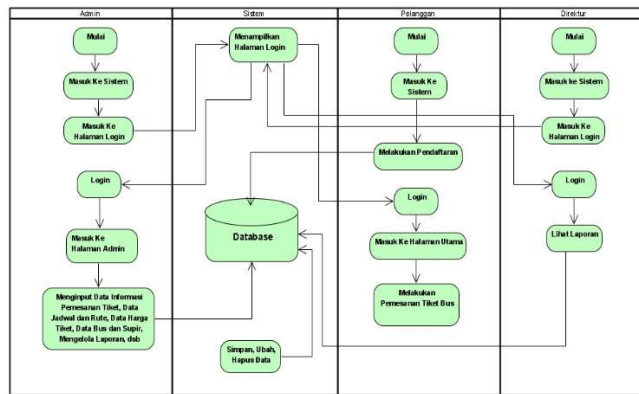 Admin
Sistem
Pelanggan
Direktur
Mulai
Masuk Ke Sistem
Masuk Ke
Halaman Login
Login
Masuk Ke
Halaman Admin
Menginput Data Informasi
Pemesanan Tiket, Data
Jadwal dan Rute, Data Harga
Tiket, Data Bus dan Supir,
Mengelola Laporan, dsb
Menampilkan
Halaman Login
Database
Simpan, Ubah,
Hapus Data
Mulai
Masuk Ke
Sistem
Melakukan Pendaftaran
Login
Masuk Ke Halaman Utama
Melakukan
Pemesanan Tiket Bus
Mulai
Masuk ke Sistem
Masuk Ke
Halaman Login
Login
Lihat Laporan